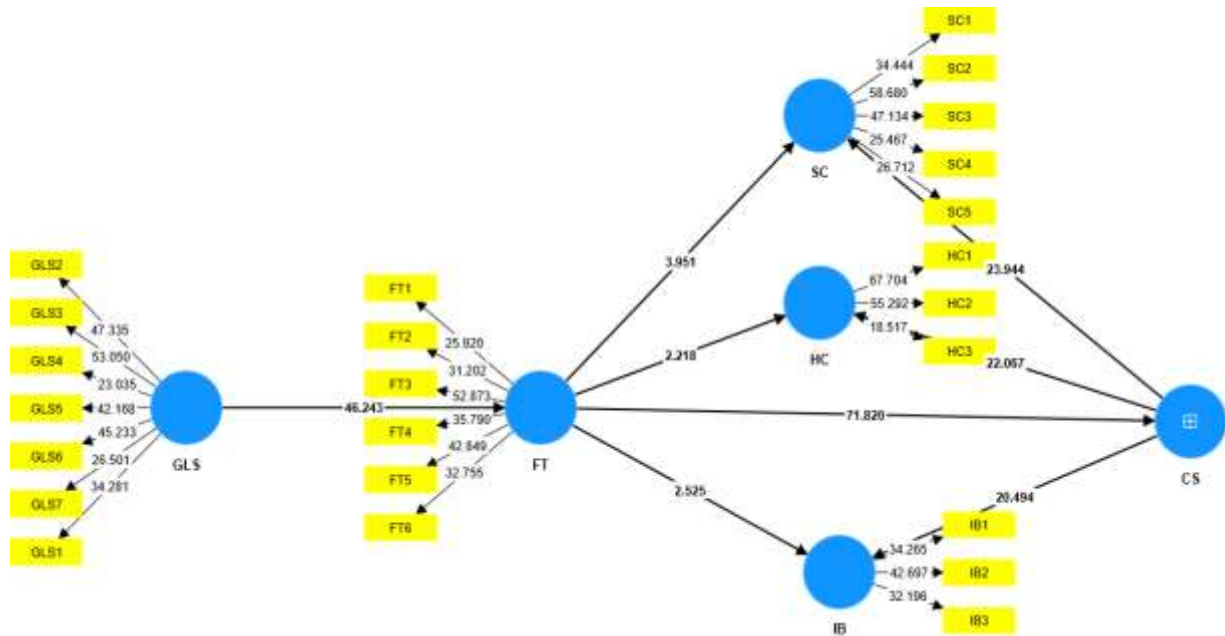 SC1
34.444
SC2
58.680
SC3
47.134
25.467
SC4
26.712
SC
SC5
HC1
GLS2
3.951
23.944
67.704
FT1
HC2
55.292
GLS3
47.335
18.517
FT2
25.820
2.218
HC
HC3
53.050
31.202
22.067
GLS4
23.035
FT3
52.873
GLS5
42.168
46.243
35.790
71.820
45.233
FT4
GLS6
42.849
26.501
GLS
FT5
32.755
FT
CS
GLS7
34.281
2.525
20.494
FT6
IB1
GLS1
34.265
42.697
IB2
32.196
IB3
IB